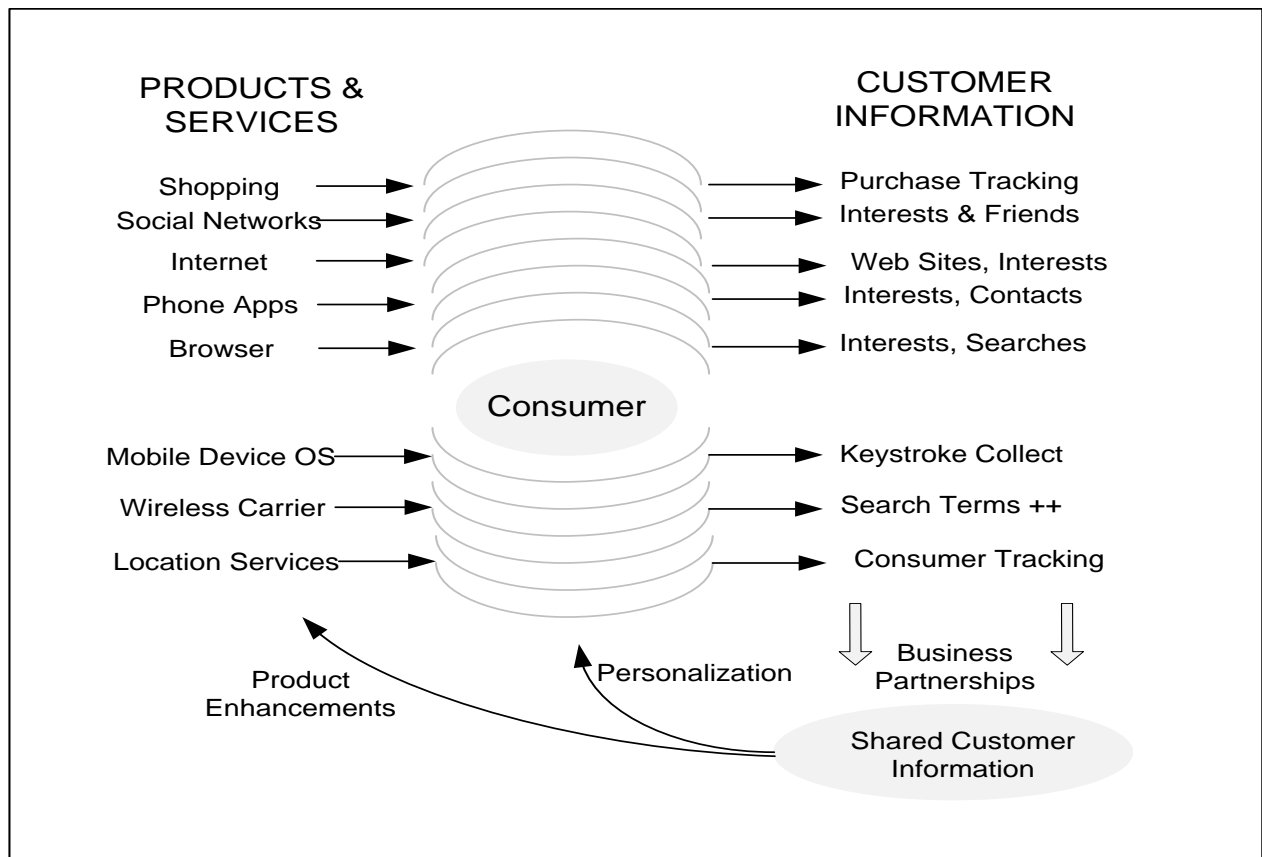 PRODUCTS &
SERVICES
CUSTOMER
INFORMATION
Shopping
Purchase Tracking
Social Networks
Interests & Friends
Internet
Web Sites, Interests
Phone Apps
Interests, Contacts
Browser
Interests, Searches
Consumer
Mobile Device OS
Keystroke Collect
Wireless Carrier
Search Terms ++
Location Services
Consumer Tracking
Business
Partnerships
Personalization
Product
Enhancements
Shared Customer
Information